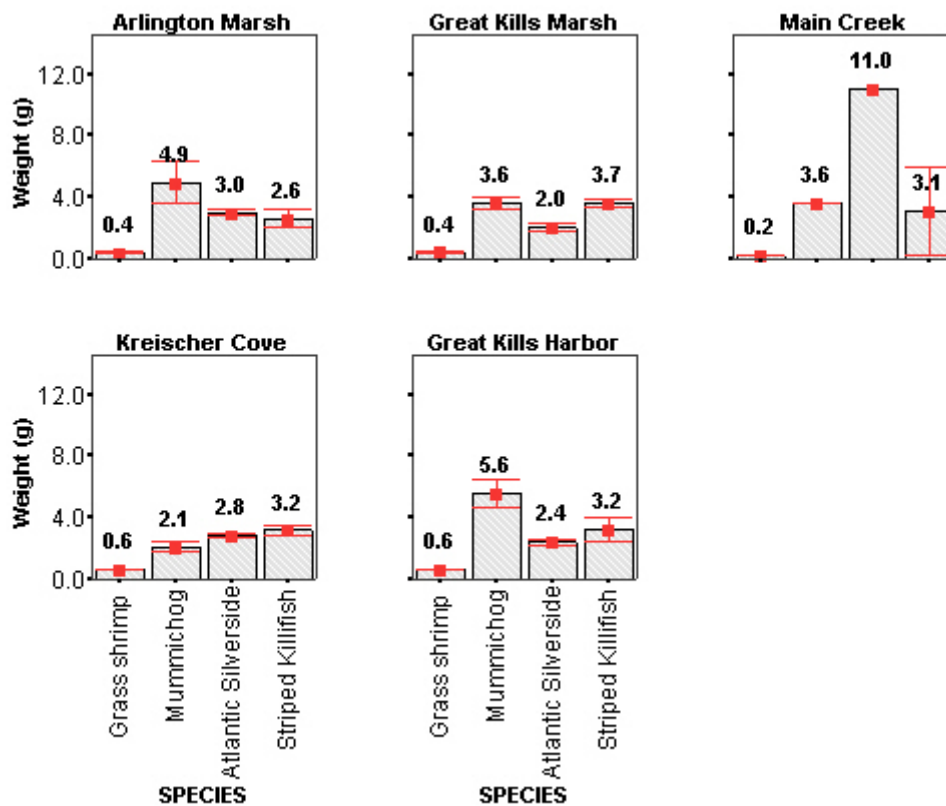 Arlington Marsh
Great Kills Marsh
Main Creek
Weight (g)
12.0
8.0
4.0
0.0
0.4
4.9
3.0
2.6
0.4
3.6
2.0
3.7
0.2
3.6
11.0
3.1
Kreischer Cove
Great Kills Harbor
Weight (g)
12.0
8.0
4.0
0.0
0.6
2.1
2.8
3.2
0.6
5.6
2.4
3.2
Grass shrimp
Mummichog
Atlantic Silverside
Striped Killifish
Grass shrimp
Mummichog
Atlantic Silverside
Striped Killifish
SPECIES
SPECIES